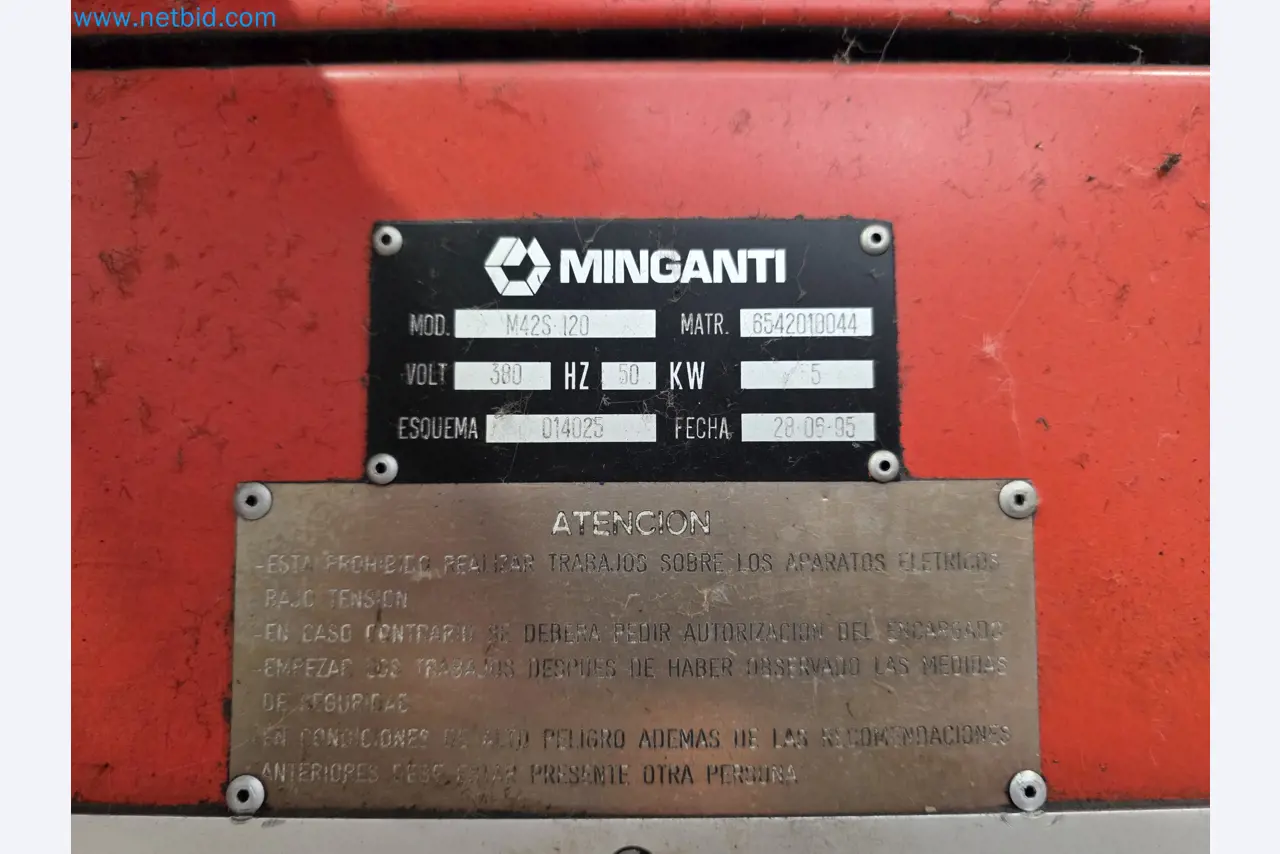 www.netbid.com
MINGANTI
MOD. M42S-120 MATR. 6542010044
VOLT 380 HZ 50 KW
ESQUEMA 014025 FECHA 28-06-95
ATENCION
-ESTA PROHIBIDO REALIZAR TRABAJOS SOBRE LOS APARATOS ELETRICOS
BAJO TENSION
-EN CASO CONTRARIO SE DEBERA PEDIR AUTORIZACION DEL ENCARGADO
-EMPEZAR LOS TRABAJOS DESPUES DE HABER OBSERVADO LAS MEDIDAS
DE SEGURIDAD
-EN CONDICIONES DE ALTO PELIGRO ADEMAS DE LAS RECOMENDACIONES
ANTERIORES DEBE ESTAR PRESENTE OTRA PERSONA